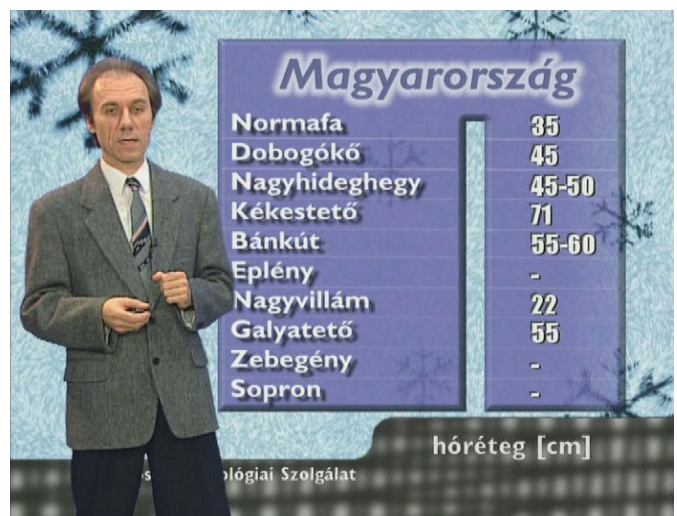 Magyarország
Normafa 35
Dobogókő 45
Nagyhideghegy 45-50
Kékestető 71
Bánkút 55-60
Eplény -
Nagyvillám 22
Galyatető 55
Zebegény -
Sopron -
hóréteg [cm]
Szolgálat